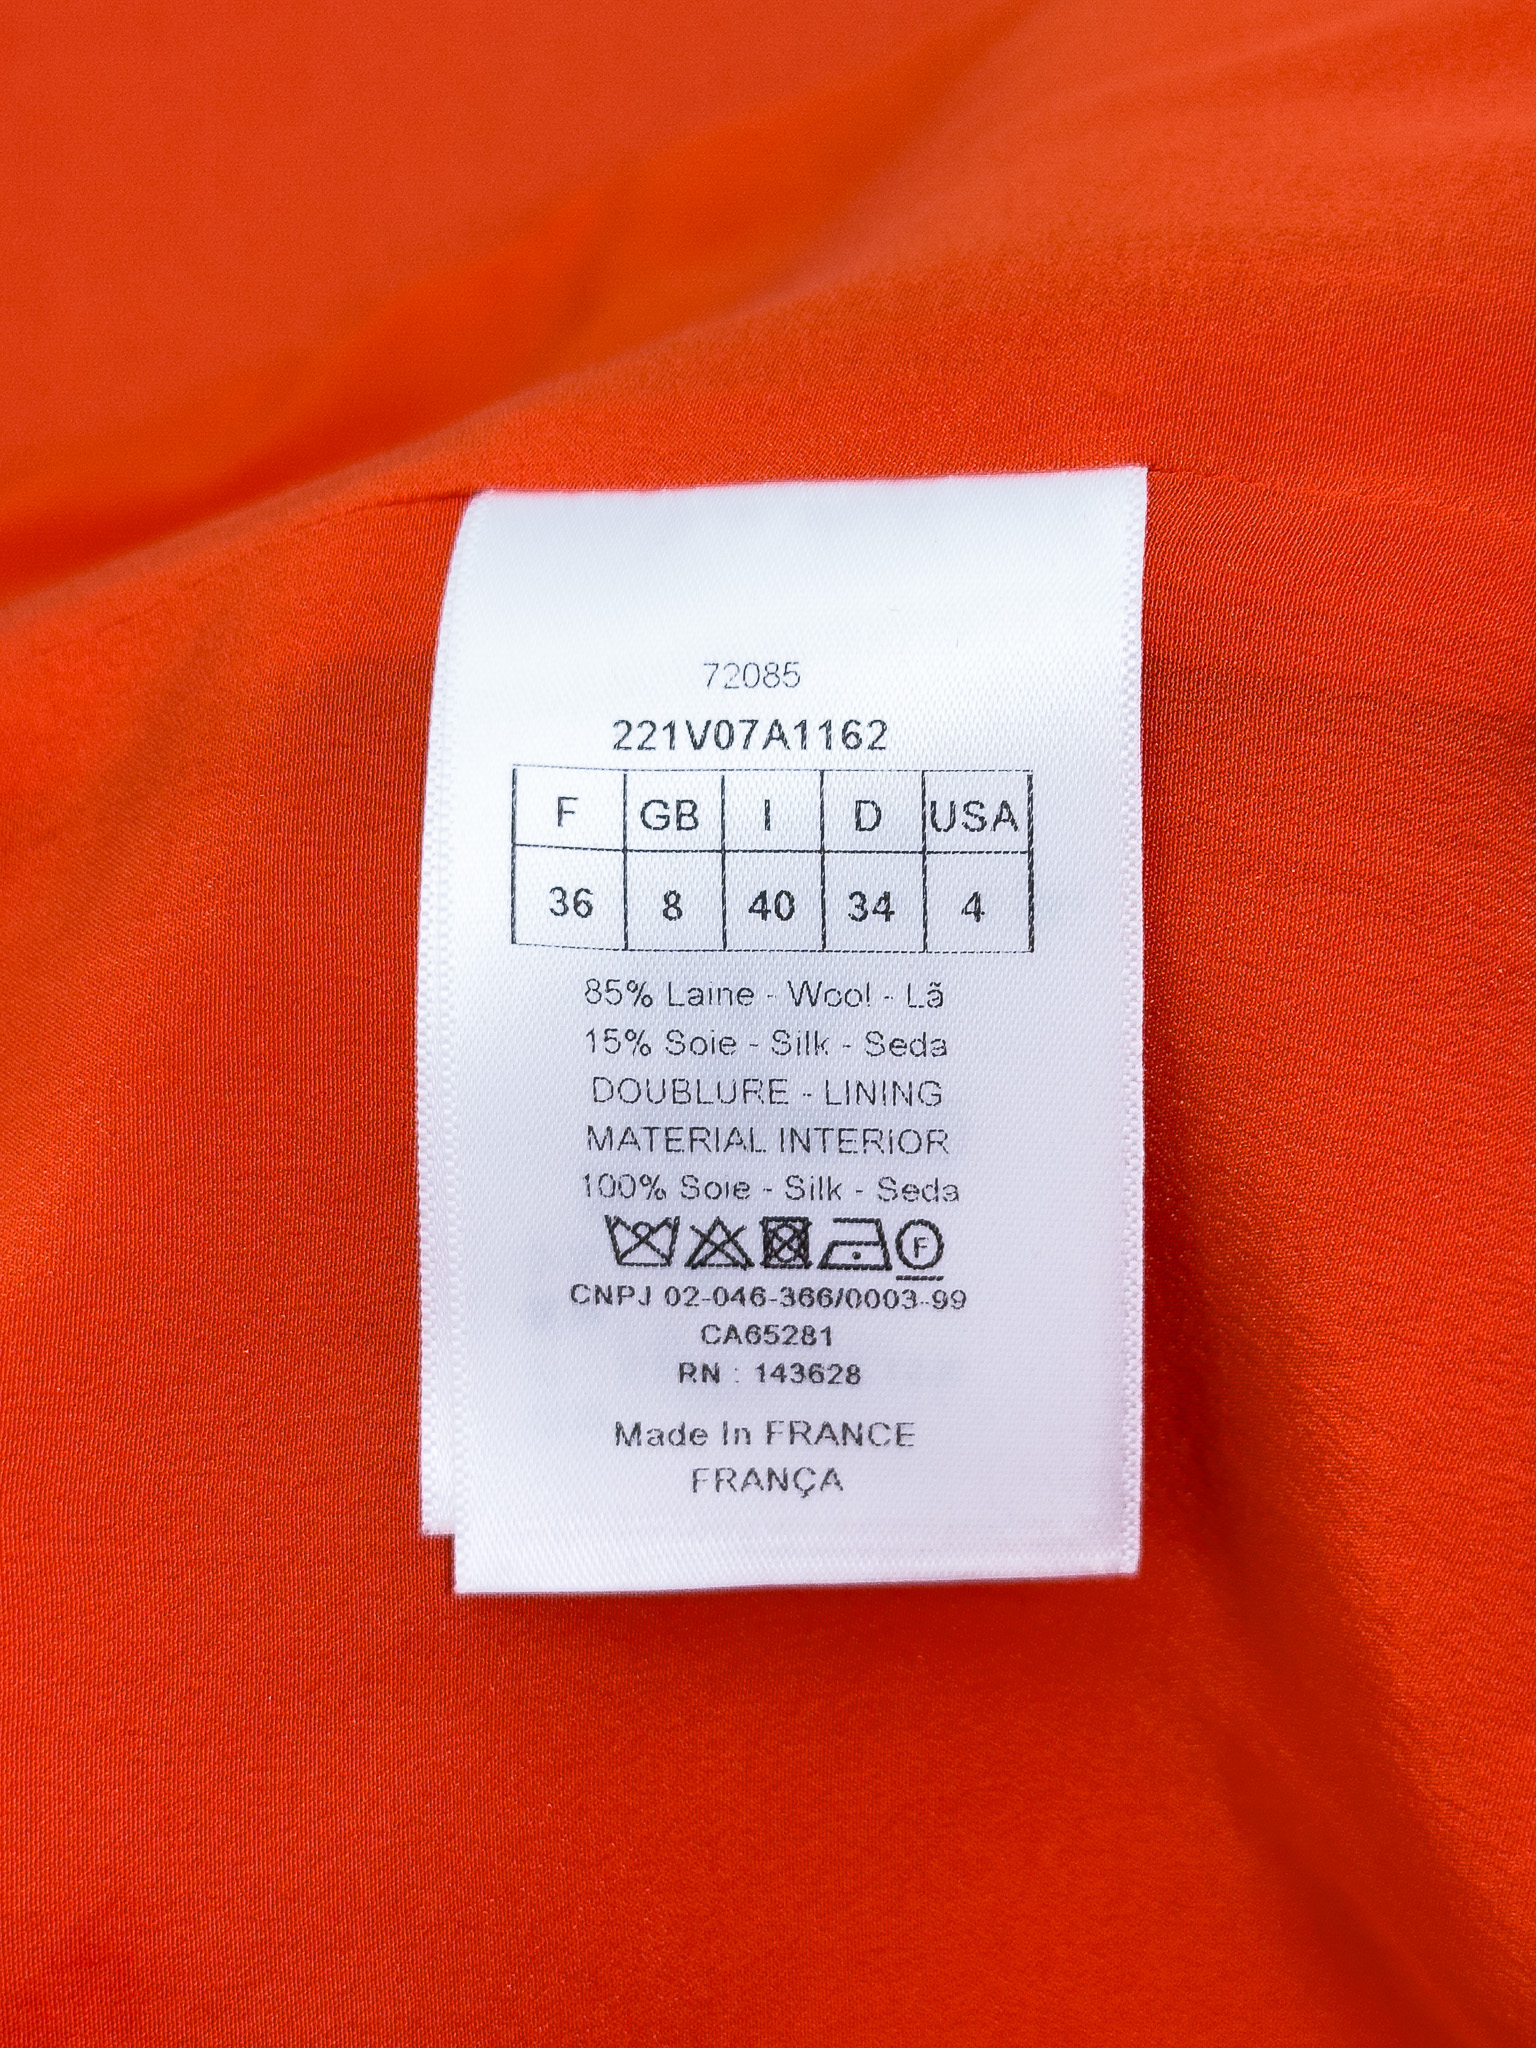 72085
221V07A1162
F GB I D USA
36 8 40 34 4
85% Laine - Wool - Lã
15% Soie - Silk - Seda
DOUBLURE - LINING
MATERIAL INTERIOR
100% Soie - Silk - Seda
F
CNPJ 02-046-366/0003-99
CA65281
RN : 143628
Made In FRANCE
FRANÇA